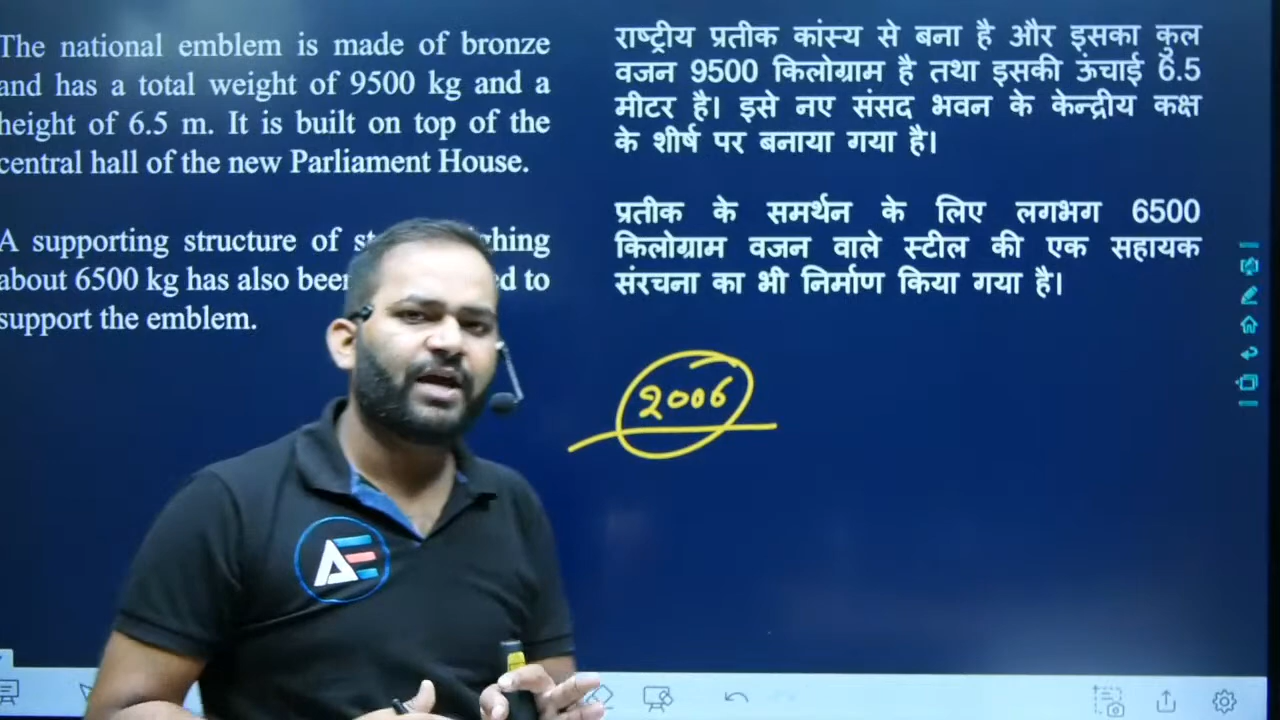 The national emblem is made of bronze
and has a total weight of 9500 kg and a
height of 6.5 m. It is built on top of the
central hall of the new Parliament House.
A supporting structure of
about 6500 kg has also been to
support the emblem.
राष्ट्रीय प्रतीक कांस्य से बना है और इसका कुल
वजन 9500 किलोग्राम है तथा इसकी ऊंचाई 6.5
मीटर है। इसे नए संसद भवन के केन्द्रीय कक्ष
के शीर्ष पर बनाया गया है।
प्रतीक के समर्थन के लिए लगभग 6500
किलोग्राम वजन वाले स्टील की एक सहायक
संरचना का भी निर्माण किया गया है।
2006
AE